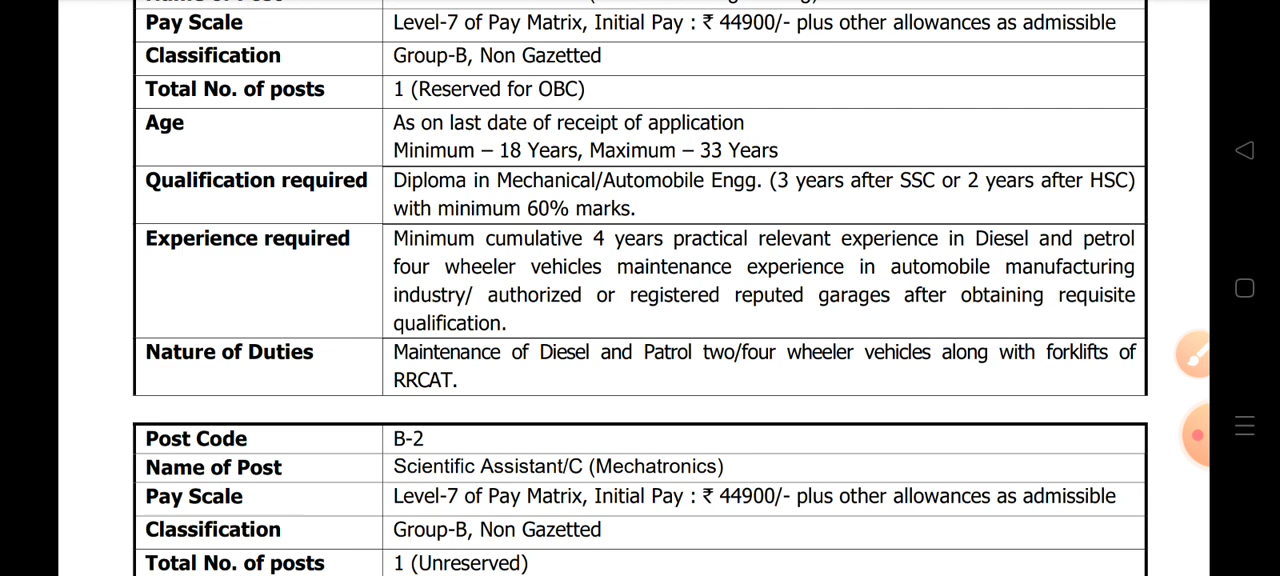 Pay Scale Level-7 of Pay Matrix, Initial Pay : ₹ 44900/- plus other allowances as admissible
Classification Group-B, Non Gazetted
Total No. of posts 1 (Reserved for OBC)
Age As on last date of receipt of application
Minimum – 18 Years, Maximum – 33 Years
Qualification required Diploma in Mechanical/Automobile Engg. (3 years after SSC or 2 years after HSC)
with minimum 60% marks.
Experience required Minimum cumulative 4 years practical relevant experience in Diesel and petrol
four wheeler vehicles maintenance experience in automobile manufacturing
industry/ authorized or registered reputed garages after obtaining requisite
qualification.
Nature of Duties Maintenance of Diesel and Patrol two/four wheeler vehicles along with forklifts of
RRCAT.
Post Code B-2
Name of Post Scientific Assistant/C (Mechatronics)
Pay Scale Level-7 of Pay Matrix, Initial Pay : ₹ 44900/- plus other allowances as admissible
Classification Group-B, Non Gazetted
Total No. of posts 1 (Unreserved)